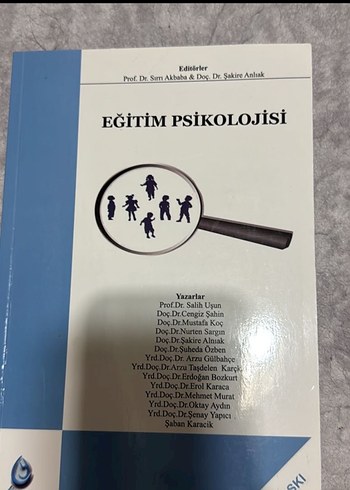 Editörler
Prof. Dr. Sırrı Akbaba & Doç. Dr. Şakire Anlıak
EĞİTİM PSİKOLOJİSİ
Yazarlar
Prof.Dr. Salih Uşun
Doç.Dr.Cengiz Şahin
Doç.Dr.Mustafa Koç
Doç.Dr.Nurten Sargın
Doç.Dr.Şakire Anlıak
Doç.Dr.Şuheda Özben
Yrd.Doç.Dr. Arzu Gülbahçe
Yrd.Doç.Dr.Arzu Taşdelen
Yrd.Doç.Dr.Erdoğan Bozkurt
Yrd.Doç.Dr.Erol Karaca
Yrd.Doç.Dr.Mehmet Murat
Yrd.Doç.Dr.Oktay Aydın
Yrd.Doç.Dr.Şenay Yapıcı
Şaban Karacik